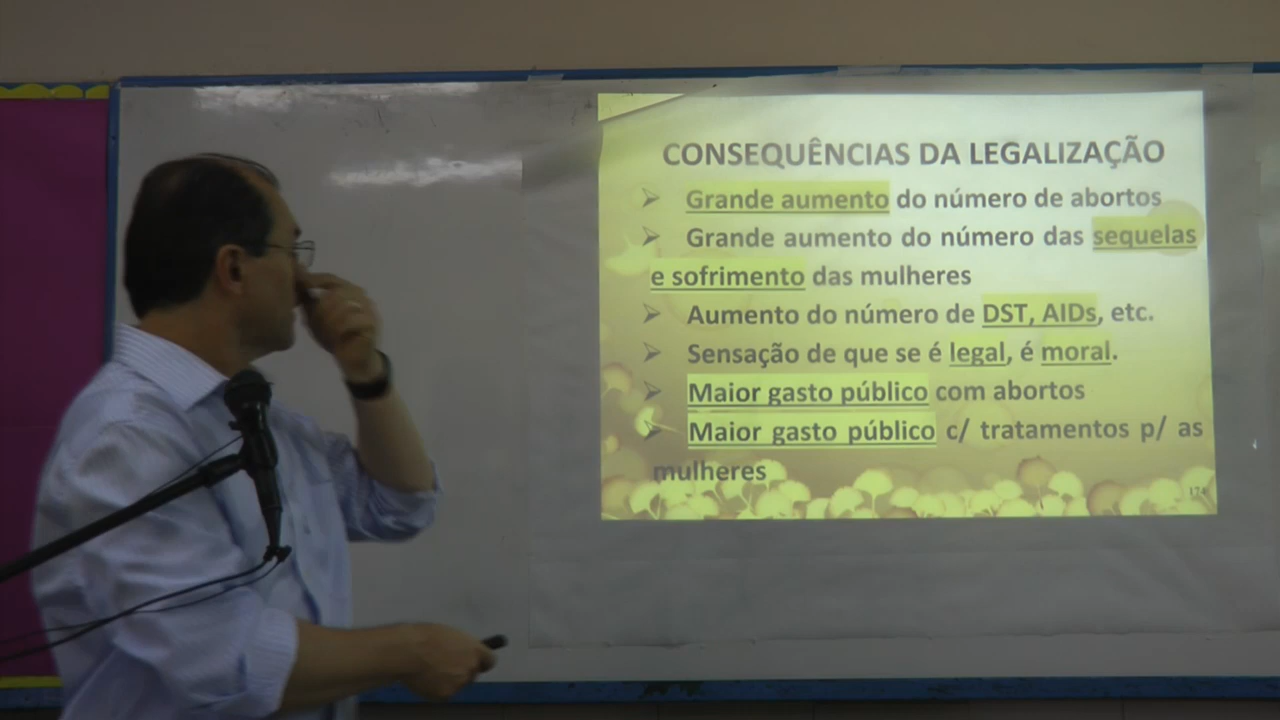 CONSEQUÊNCIAS DA LEGALIZAÇÃO
Grande aumento do número de abortos
Grande aumento do número das sequelas
e sofrimento das mulheres
Aumento do número de DST, AIDs, etc.
Sensação de que se é legal, é moral.
Maior gasto público com abortos
Maior gasto público c/ tratamentos p/ as
mulheres